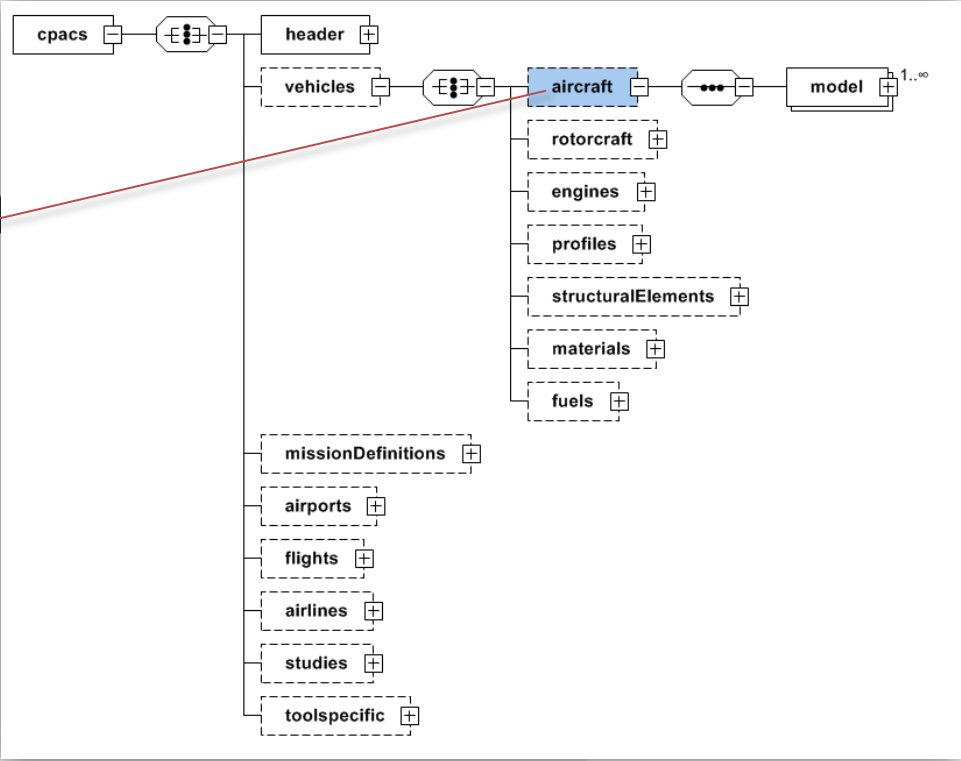 cpacs
header
vehicles
aircraft
model
1..∞
rotorcraft
engines
profiles
structuralElements
materials
fuels
missionDefinitions
airports
flights
airlines
studies
toolspecific